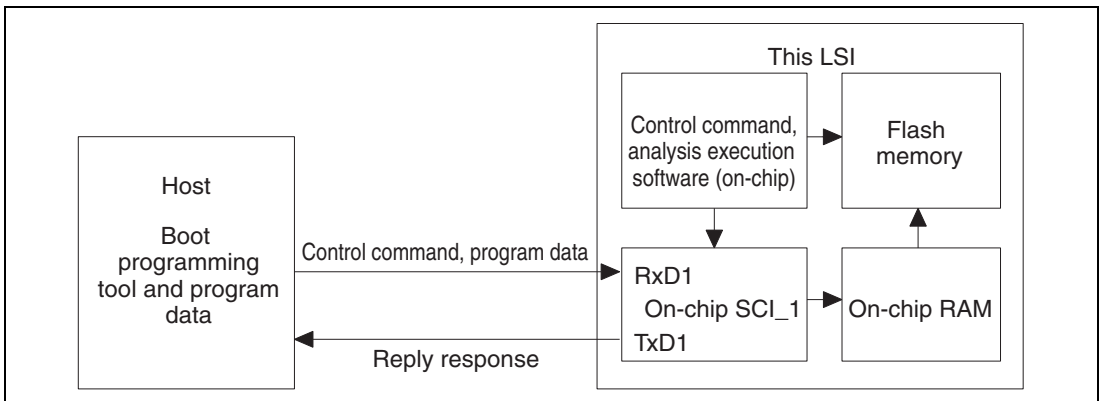 This LSI
Control command,
analysis execution
software (on-chip)
Flash
memory
Host
Boot
programming
tool and program
data
Control command, program data
RxD1
On-chip SCI_1
TxD1
On-chip RAM
Reply response